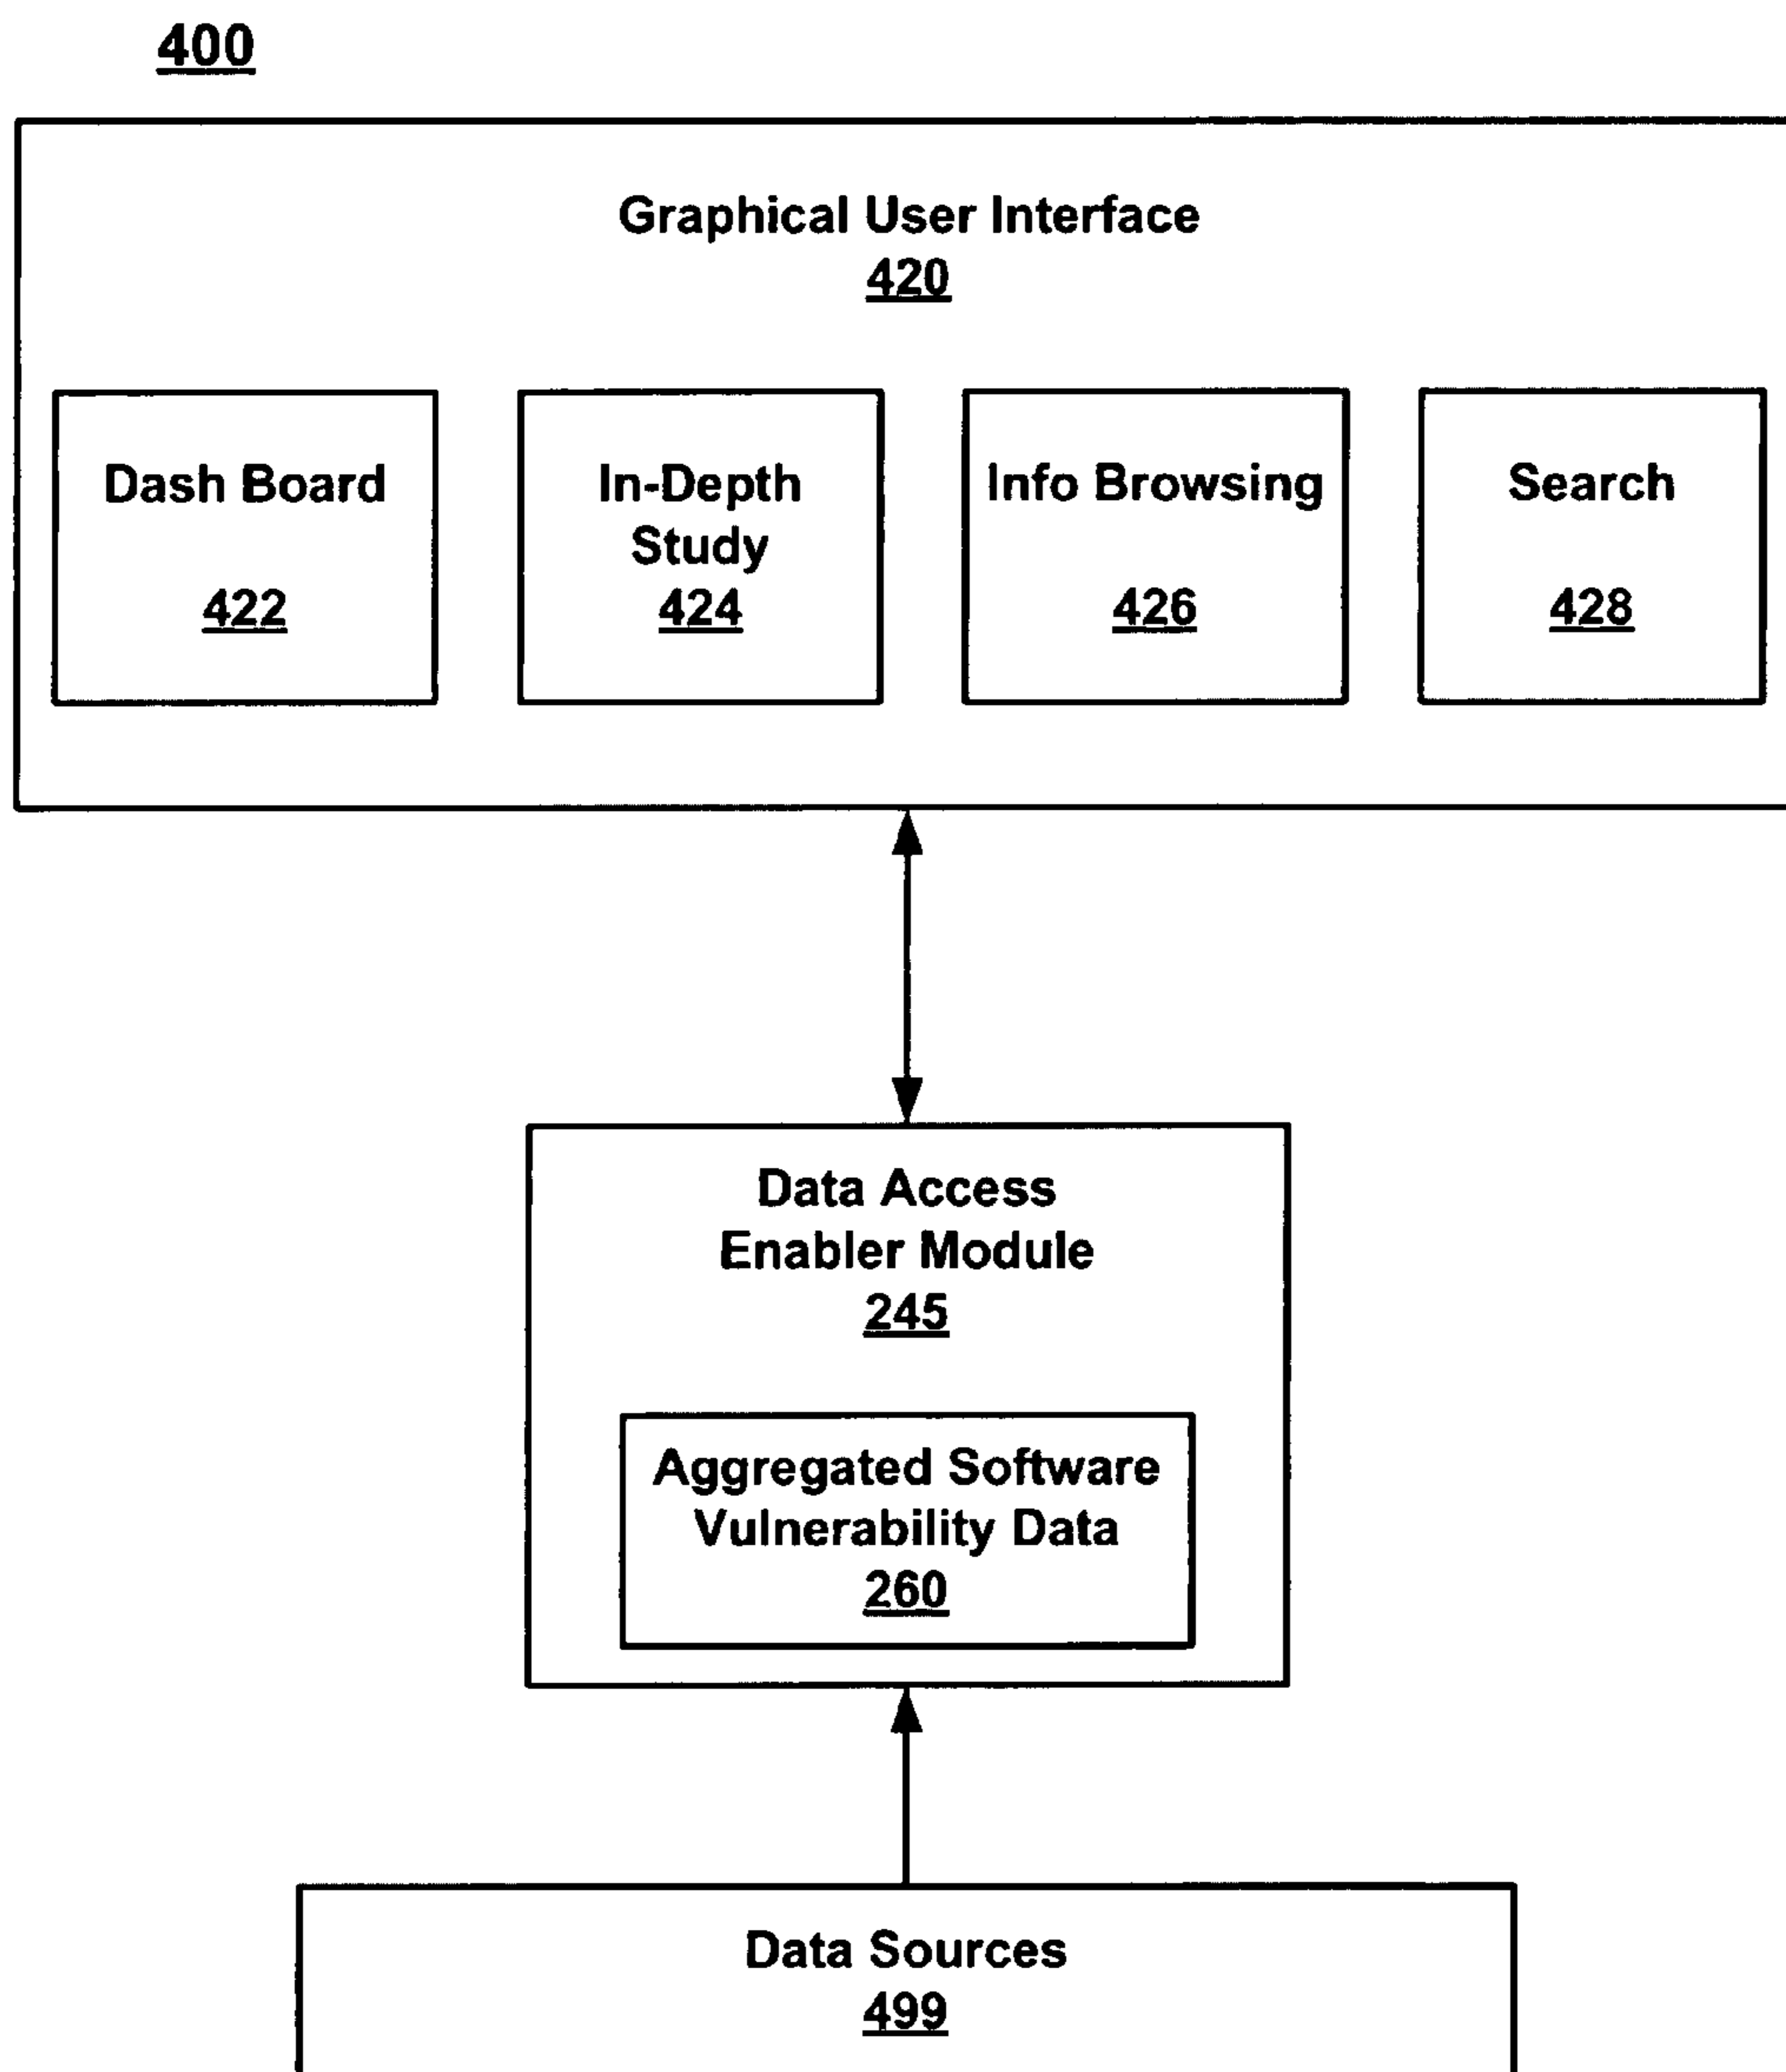 400
Graphical User Interface
420
Dash Board
422
In-Depth
Study
424
Info Browsing
426
Search
428
Data Access
Enabler Module
245
Aggregated Software
Vulnerability Data
260
Data Sources
499